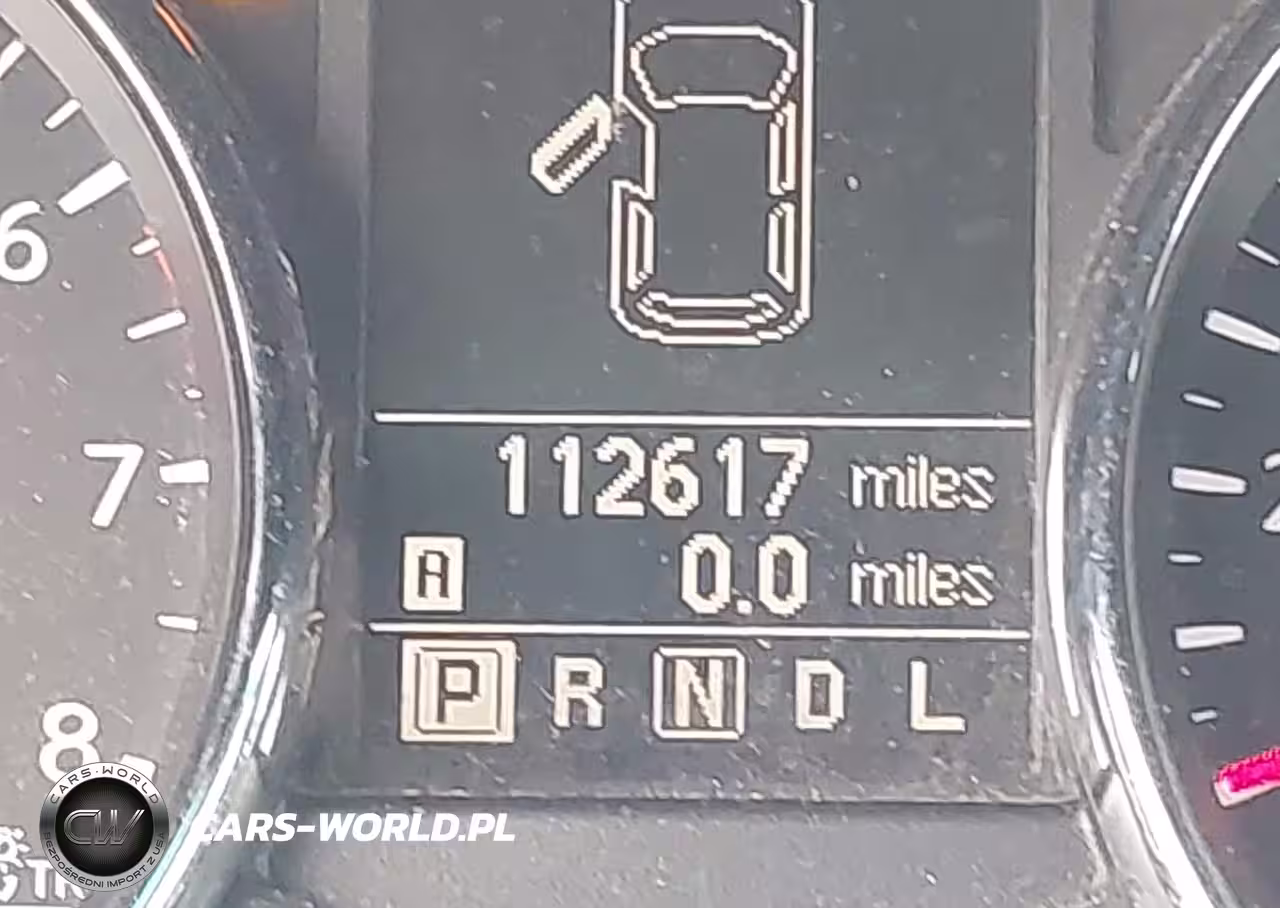 6
7
8
112617 miles
A 0.0 miles
P R N D L
CARS-WORLD
CW
BEZPOŚREDNI IMPORT Z USA
CARS-WORLD.PL